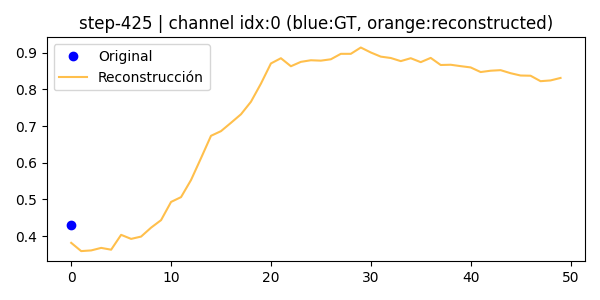 step-425 | channel idx:0 (blue:GT, orange:reconstructed)
Original
Reconstrucción
0.9
0.8
0.7
0.6
0.5
0.4
0 10 20 30 40 50